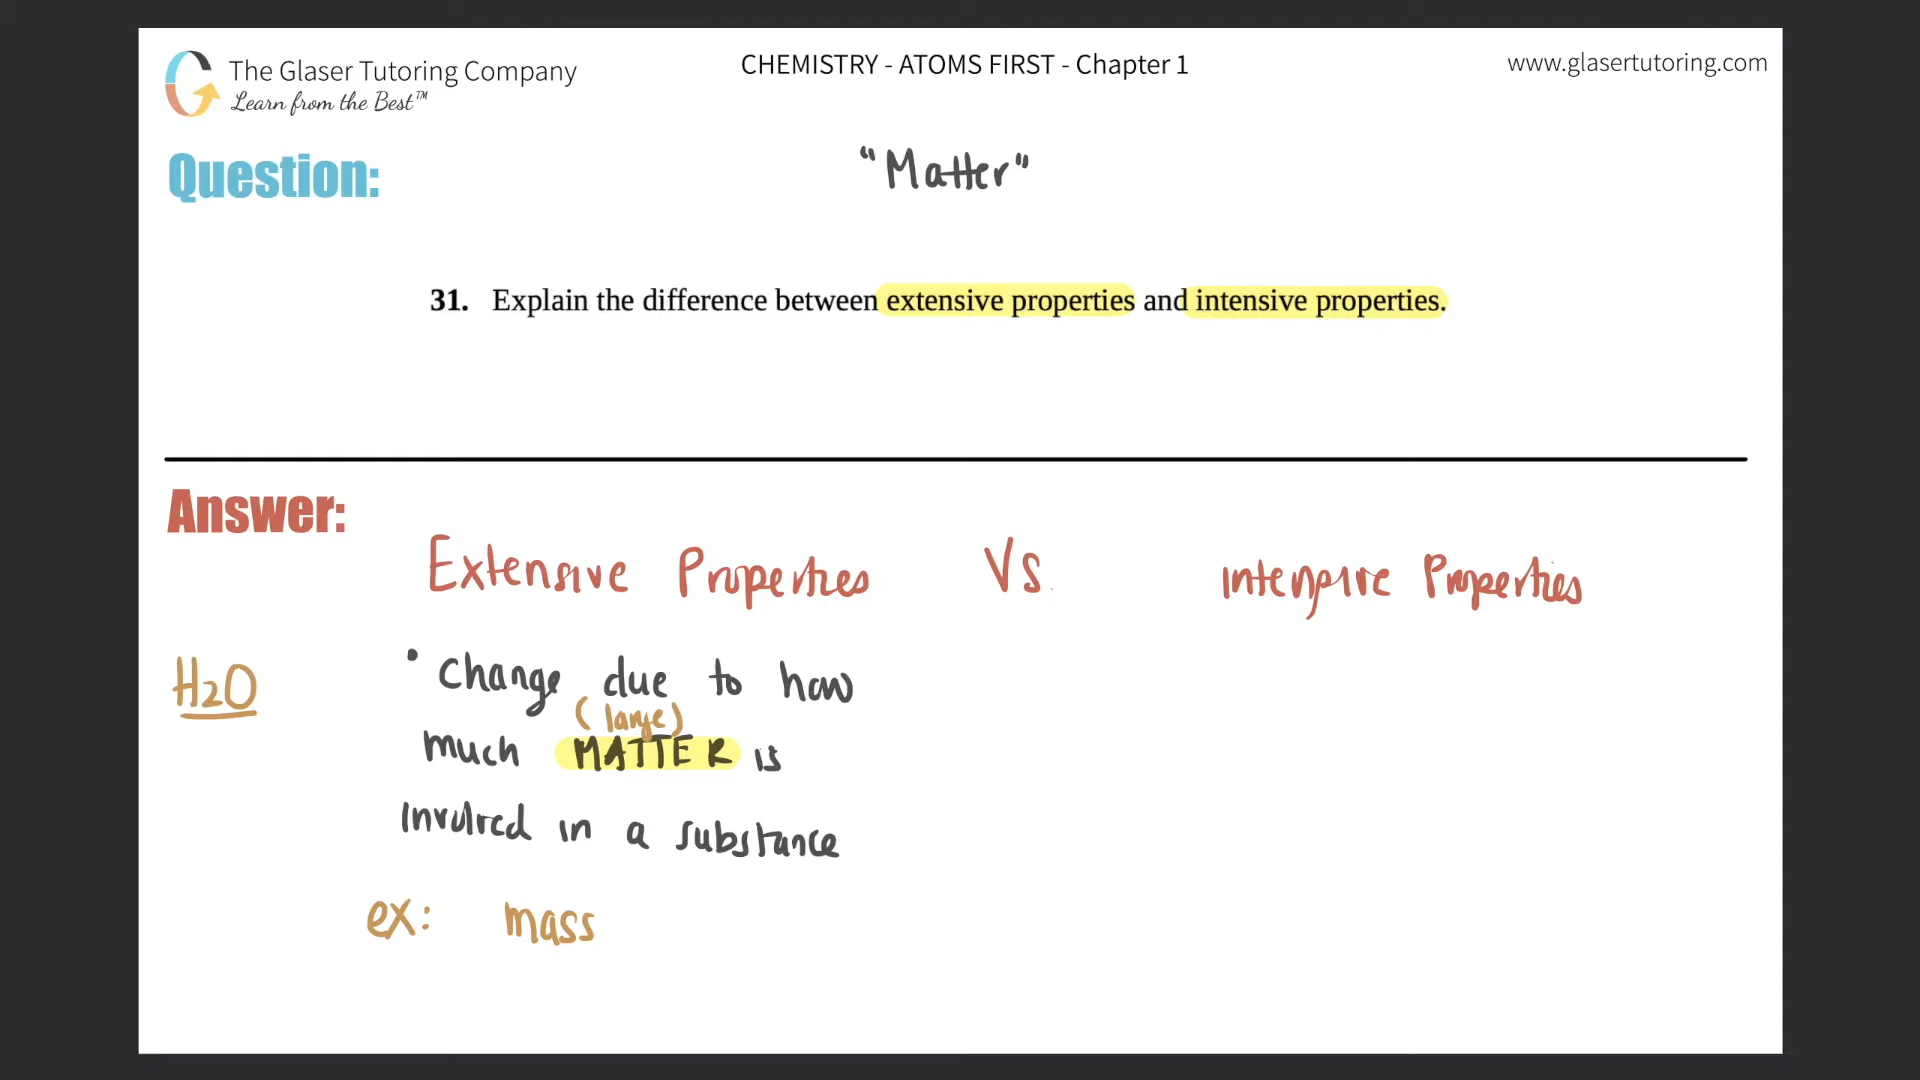 The Glaser Tutoring Company
Learn from the Best™
CHEMISTRY - ATOMS FIRST - Chapter 1
www.glasertutoring.com
Question:
"Matter"
31. Explain the difference between extensive properties and intensive properties.
Answer:
Extensive Properties Vs. Intensive Properties
H2O
• Change due to how
(large)
much MATTER is
involved in a substance
ex: mass